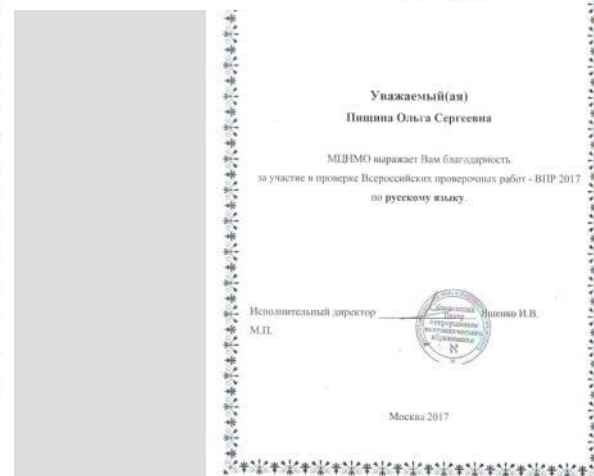 Уважаемый(ая)
Пищина Ольга Сергеевна
МЦНМО выражает Вам благодарность
за участие в проверке Всероссийских проверочных работ - ВПР 2017
по русскому языку.
Исполнительный директор Ященко И.В.
М.П.
Москва 2017